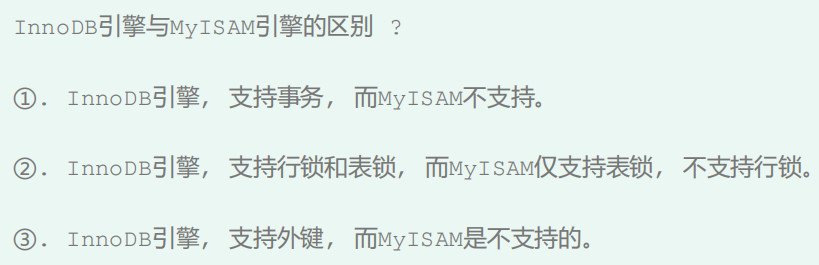 InnoDB引擎与MyISAM引擎的区别 ?
①. InnoDB引擎, 支持事务, 而MyISAM不支持。
②. InnoDB引擎, 支持行锁和表锁, 而MyISAM仅支持表锁, 不支持行锁。
③. InnoDB引擎, 支持外键, 而MyISAM是不支持的。